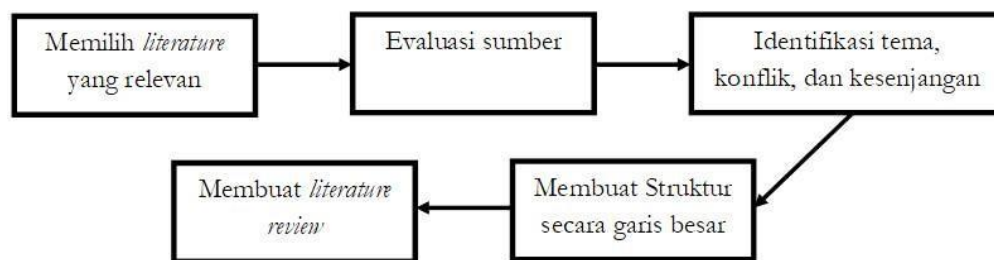 Memilih literature
yang relevan
Evaluasi sumber
Identifikasi tema,
konflik, dan kesenjangan
Membuat Struktur
secara garis besar
Membuat literature
review